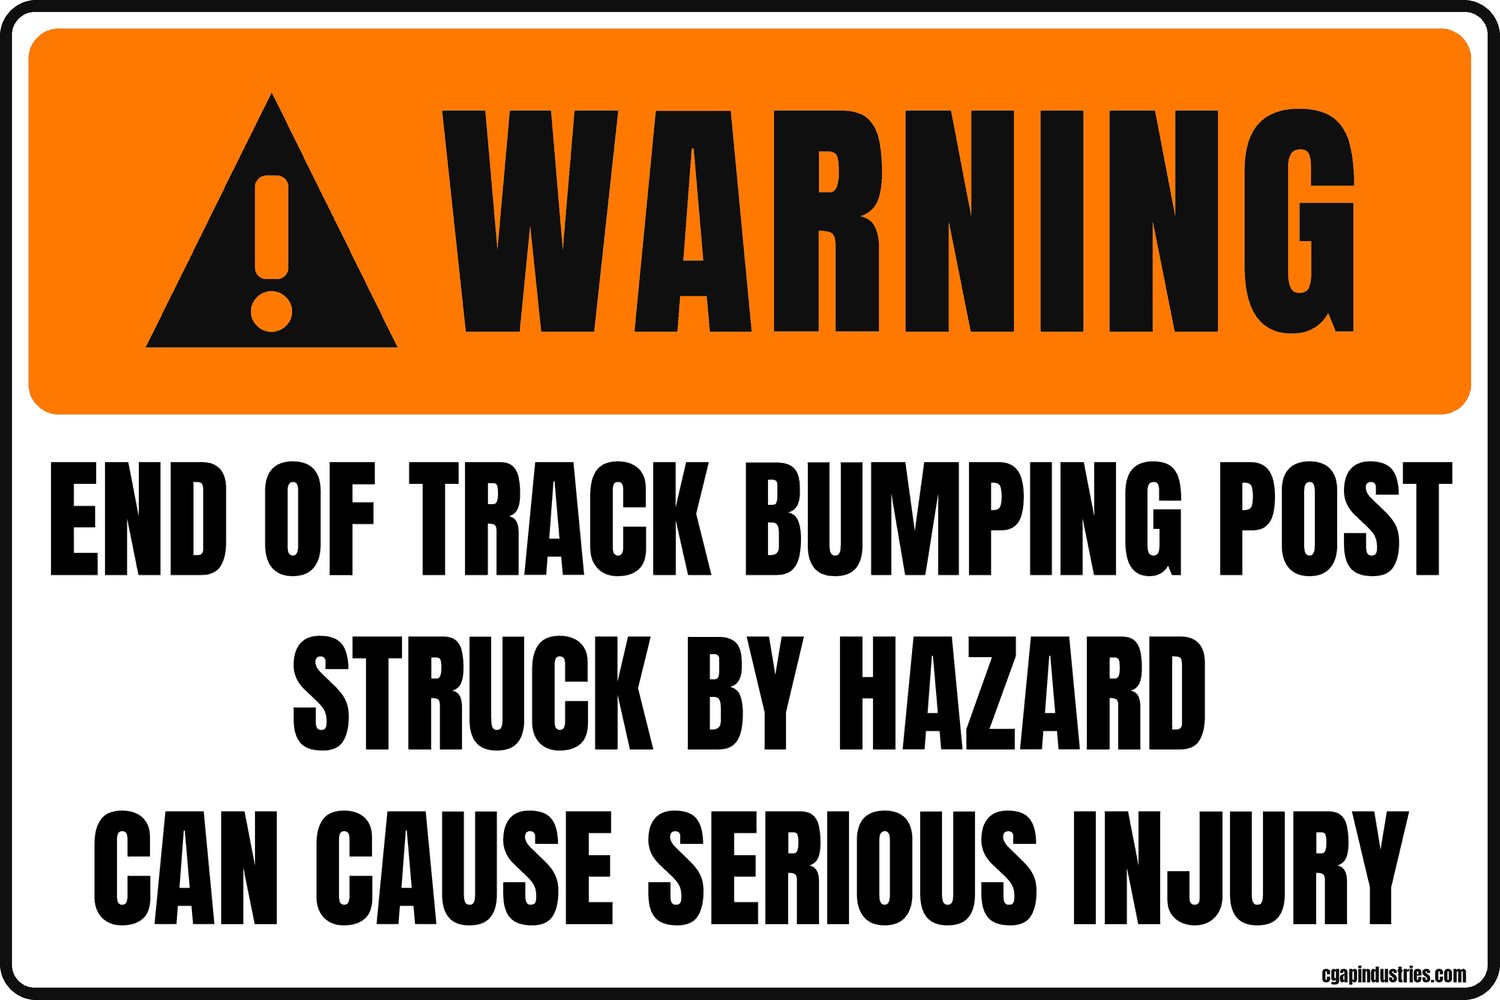 WARNING
END OF TRACK BUMPING POST
STRUCK BY HAZARD
CAN CAUSE SERIOUS INJURY
cgapindustries.com